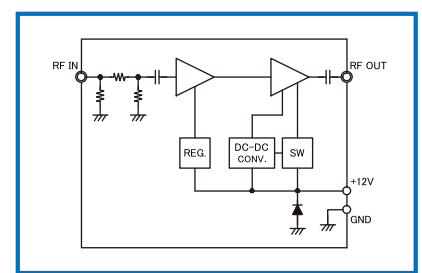 RF IN
RF OUT
REG.
DC-DC
CONV.
SW
+12V
GND